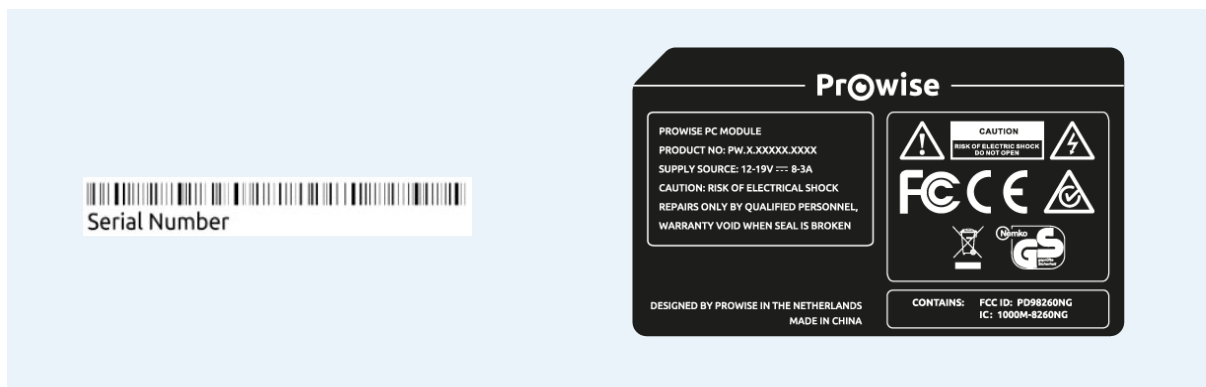 Serial Number
Prowise
PROWISE PC MODULE
PRODUCT NO: PW.X.XXXXX.XXXX
SUPPLY SOURCE: 12-19V ⎓ 8-3A
CAUTION: RISK OF ELECTRICAL SHOCK
REPAIRS ONLY BY QUALIFIED PERSONNEL,
WARRANTY VOID WHEN SEAL IS BROKEN
DESIGNED BY PROWISE IN THE NETHERLANDS
MADE IN CHINA
CAUTION
RISK OF ELECTRIC SHOCK
DO NOT OPEN
FC CE
Nemko
GS
CONTAINS: FCC ID: PD98260NG
IC: 1000M-8260NG